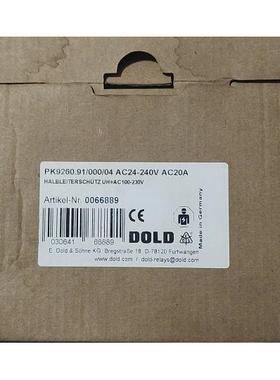 PK9260.91/000/04 AC24-240V AC20A
HALBLEITERSCHÜTZ UH=AC100-230V
Artikel-Nr. 0066889
030641 66889
CE
DOLD
Made in Germany
E. Dold & Söhne KG, Bregstraße 18, D-78120 Furtwangen
www.dold.com / dold-relays@dold.com